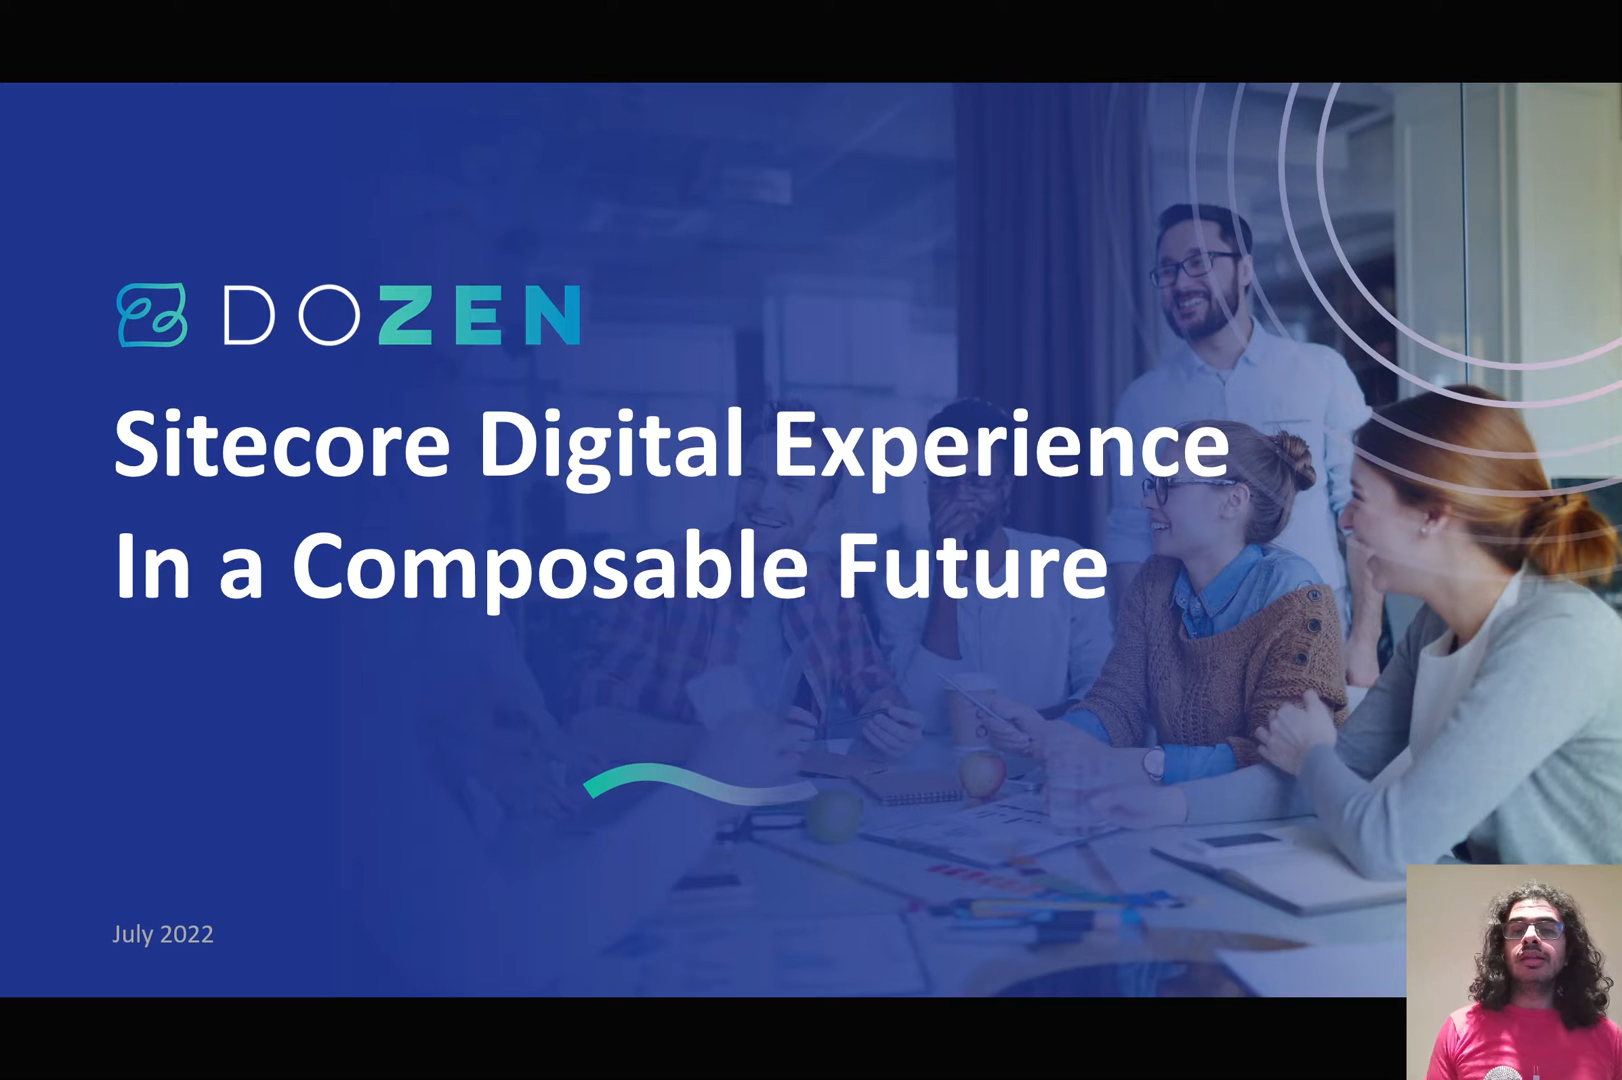 DOZEN
Sitecore Digital Experience
In a Composable Future
July 2022